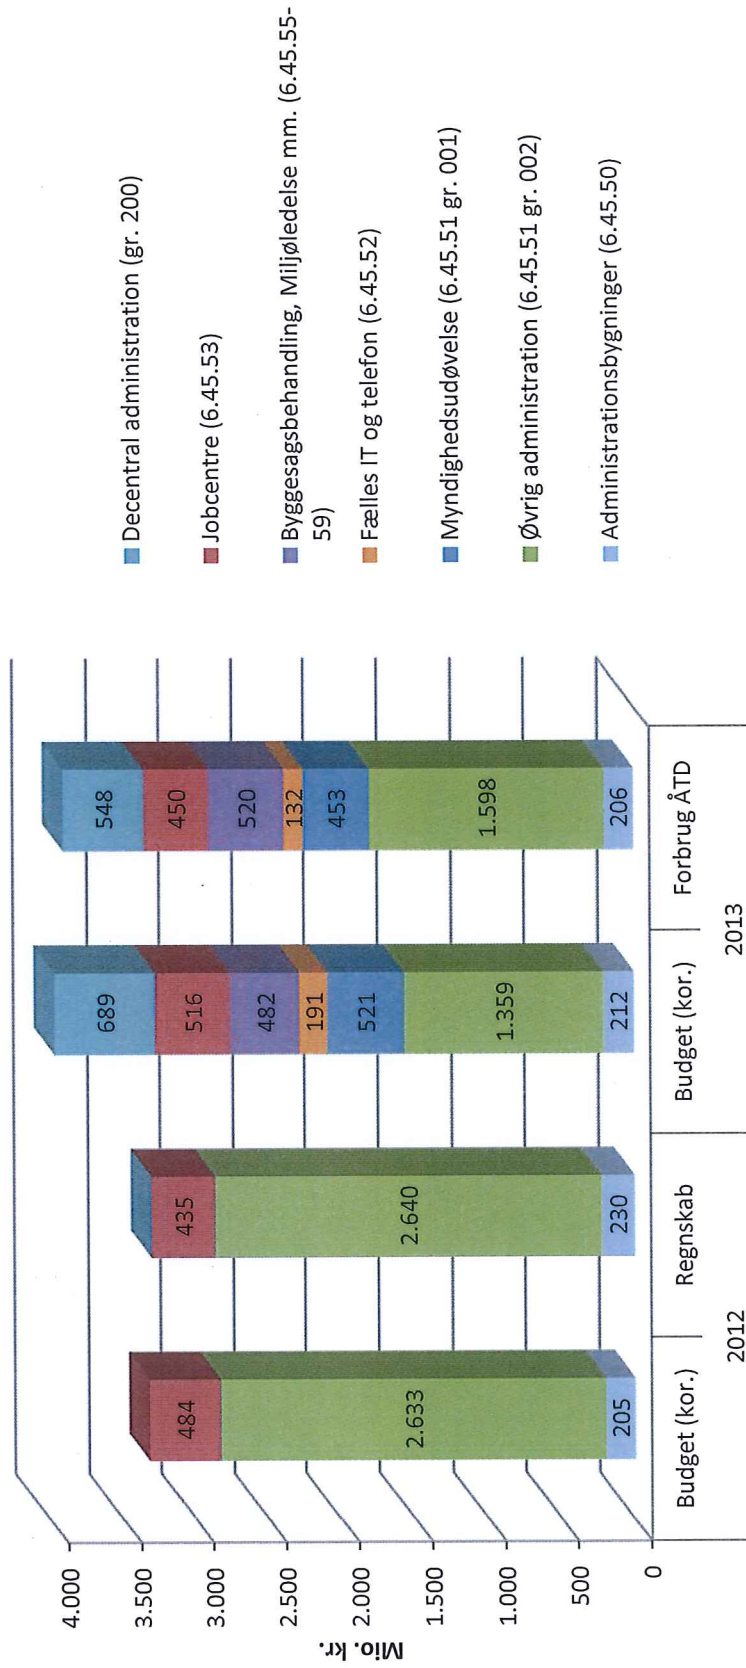 4.000
3.500
3.000
2.500
2.000
1.500
1.000
500
0
Mio. kr.
484
2.633
205
435
2.640
230
689
516
482
191
521
1.359
212
548
450
520
132
453
1.598
206
Budget (kor.)
Regnskab
Budget (kor.)
Forbrug ÅTD
2012
2013
Decentral administration (gr. 200)
Jobcentre (6.45.53)
Byggesagsbehandling, Miljøledelse mm. (6.45.55-
59)
Fælles IT og telefon (6.45.52)
Myndighedsudøvelse (6.45.51 gr. 001)
Øvrig administration (6.45.51 gr. 002)
Administrationsbygninger (6.45.50)